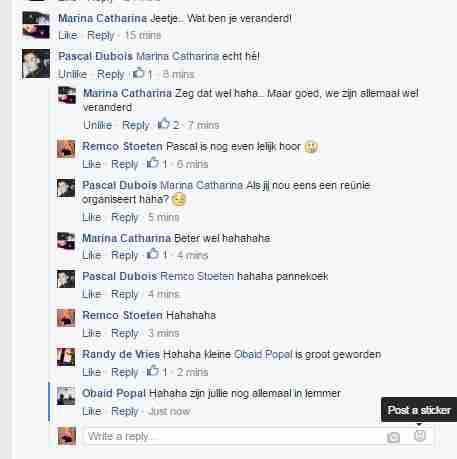 Marina Catharina Jeetje.. Wat ben je veranderd!
Like · Reply · 15 mins
Pascal Dubois Marina Catharina echt hè!
Unlike · Reply · 1 · 8 mins
Marina Catharina Zeg dat wel haha.. Maar goed, we zijn allemaal wel
veranderd
Unlike · Reply · 2 · 7 mins
Remco Stoeten Pascal is nog even lelijk hoor
Like · Reply · 1 · 6 mins
Pascal Dubois Marina Catharina Als jij nou eens een reünie
organiseert haha?
Like · Reply · 5 mins
Marina Catharina Beter wel hahahaha
Like · Reply · 1 · 4 mins
Pascal Dubois Remco Stoeten hahaha pannekoek
Like · Reply · 4 mins
Remco Stoeten Hahahaha
Like · Reply · 3 mins
Randy de Vries Hahaha kleine Obaid Popal is groot geworden
Like · Reply · 1 · 2 mins
Obaid Popal Hahaha zijn jullie nog allemaal in lemmer
Like · Reply · Just now
Post a sticker
Write a reply...